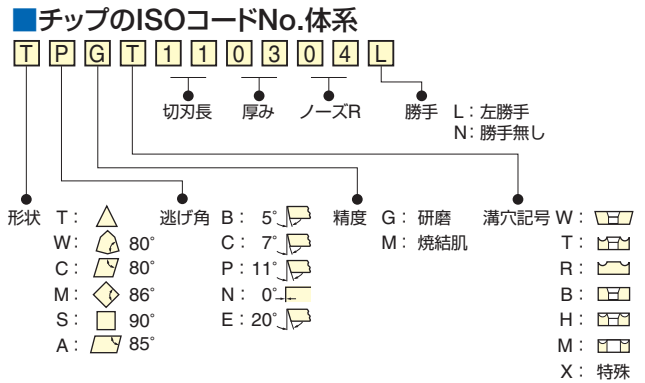 ■チップのISOコードNo.体系
T P G T 1 1 0 3 0 4 L
切刃長 厚み ノーズR 勝手 L：左勝手
N：勝手無し
形状 T： 逃げ角 B： 5° 精度 G：研磨 溝穴記号 W：
W： 80° C： 7° M：焼結肌 T：
C： 80° P：11° R：
M： 86° N： 0° B：
S： 90° E：20° H：
A： 85° M：
X：特殊